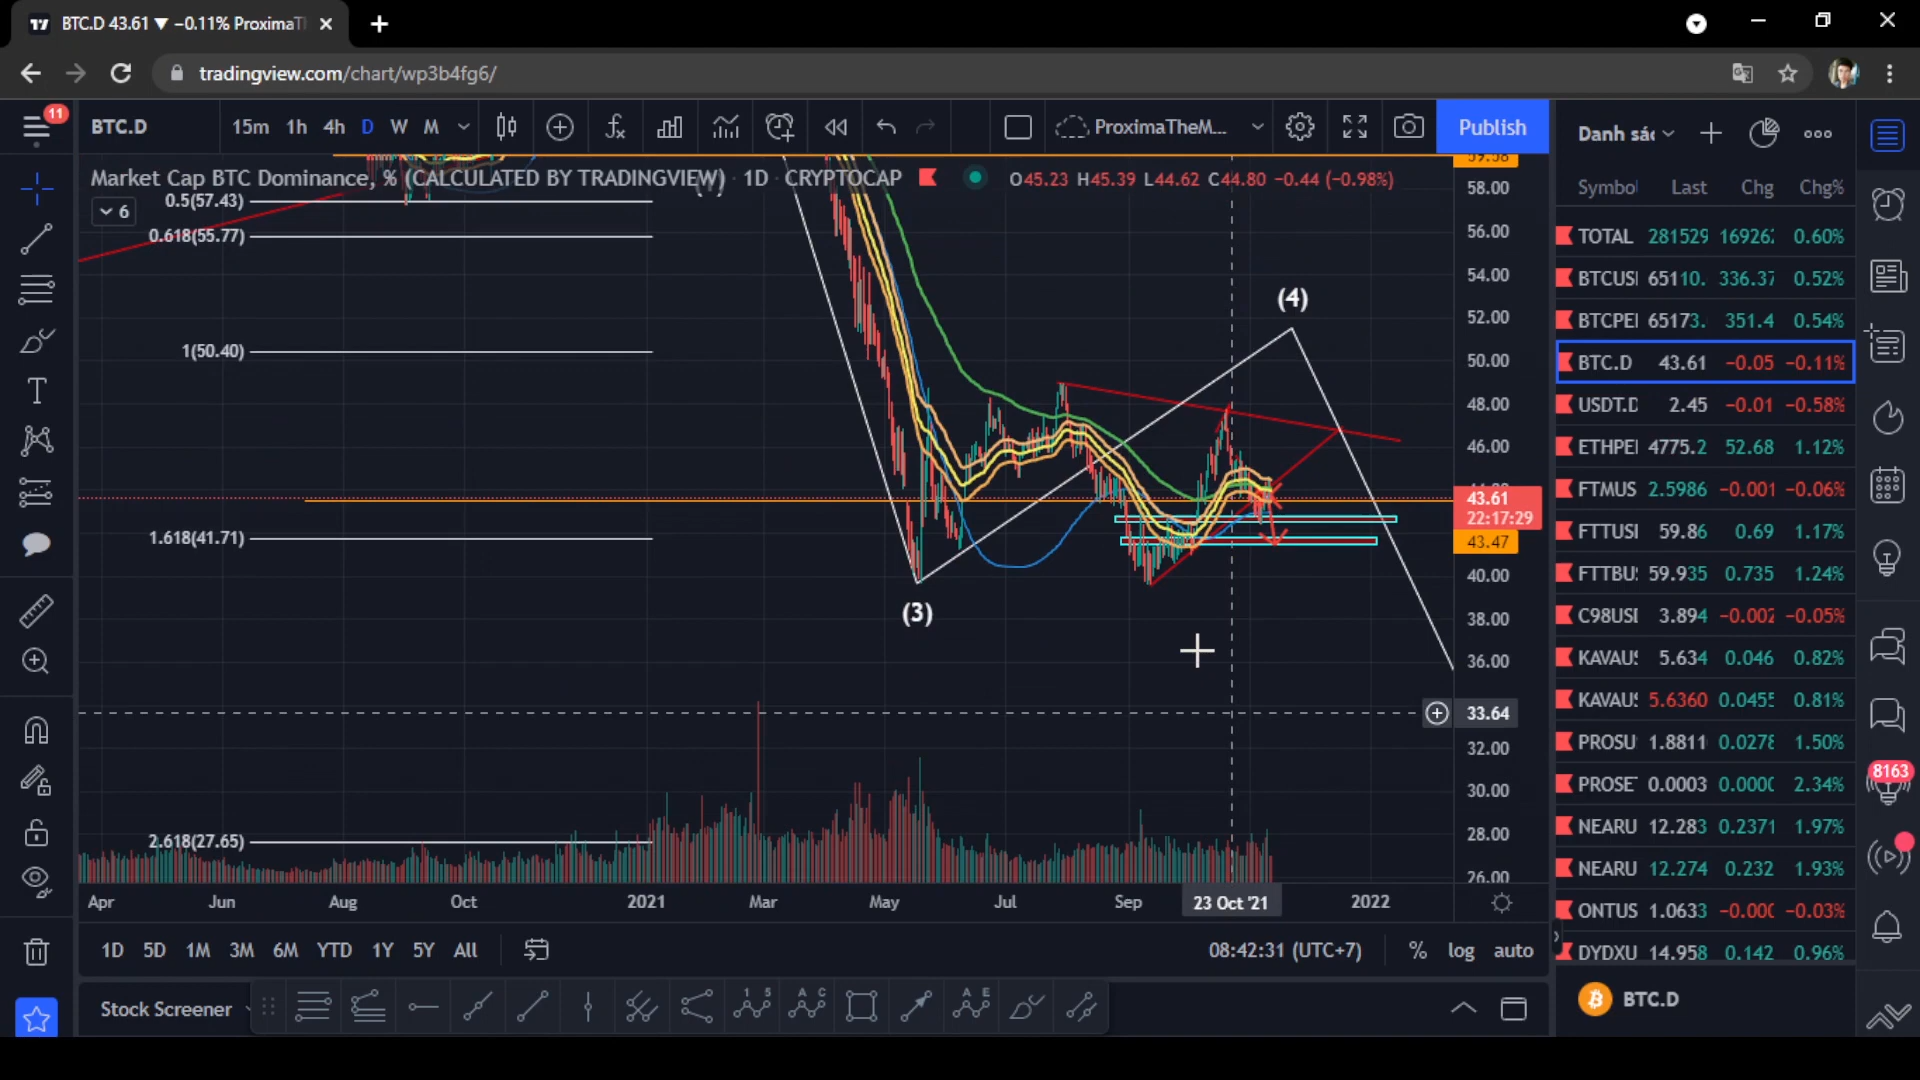 BTC.D 43.61 ▼ −0.11% ProximaT
tradingview.com/chart/wp3b4fg6/
11
BTC.D
15m 1h 4h D W M
ProximaTheM...
Publish
Danh sác
Market Cap BTC Dominance, % (CALCULATED BY TRADINGVIEW) · 1D · CRYPTOCAP
O45.23 H45.39 L44.62 C44.80 −0.44 (−0.98%)
6
0.5(57.43)
0.618(55.77)
1(50.40)
1.618(41.71)
2.618(27.65)
(3)
(4)
59.58
58.00
56.00
54.00
52.00
50.00
48.00
46.00
43.61
22:17:29
43.47
40.00
38.00
36.00
33.64
32.00
30.00
28.00
26.00
Apr Jun Aug Oct 2021 Mar May Jul Sep 23 Oct '21 2022
1D 5D 1M 3M 6M YTD 1Y 5Y All
08:42:31 (UTC+7) % log auto
Stock Screener
1 5
A C
A E
Symbol Last Chg Chg%
TOTAL 281529 16926 0.60%
BTCUSI 65110. 336.37 0.52%
BTCPEI 65173. 351.4 0.54%
BTC.D 43.61 −0.05 −0.11%
USDT.D 2.45 −0.01 −0.58%
ETHPEI 4775.2 52.68 1.12%
FTMUS 2.5986 −0.001 −0.06%
FTTUSI 59.86 0.69 1.17%
FTTBU 59.935 0.735 1.24%
C98USI 3.894 −0.002 −0.05%
KAVAU 5.634 0.046 0.82%
KAVAU 5.6360 0.0455 0.81%
PROSU 1.8811 0.0278 1.50%
PROSE 0.0003 0.0000 2.34%
NEARU 12.283 0.2371 1.97%
NEARU 12.274 0.232 1.93%
ONTUS 1.0633 −0.000 −0.03%
DYDXU 14.958 0.142 0.96%
BTC.D
8163